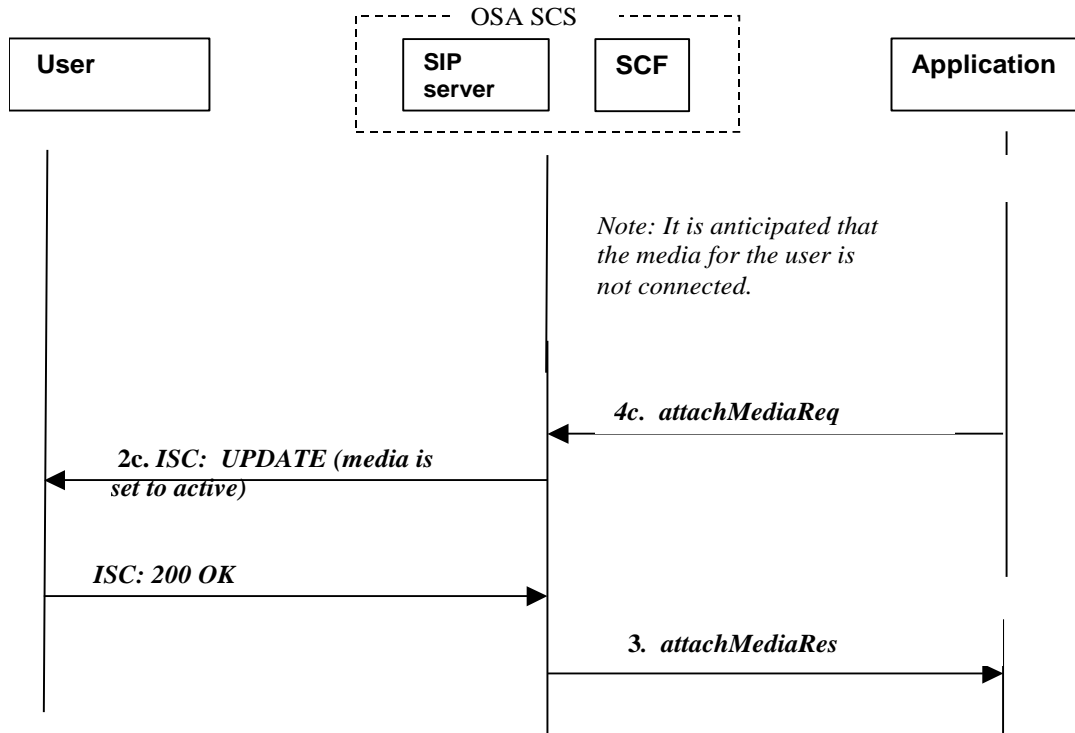 OSA SCS
User
SIP
server
SCF
Application
Note: It is anticipated that
the media for the user is
not connected.
4c. attachMediaReq
2c. ISC: UPDATE (media is
set to active)
ISC: 200 OK
3. attachMediaRes